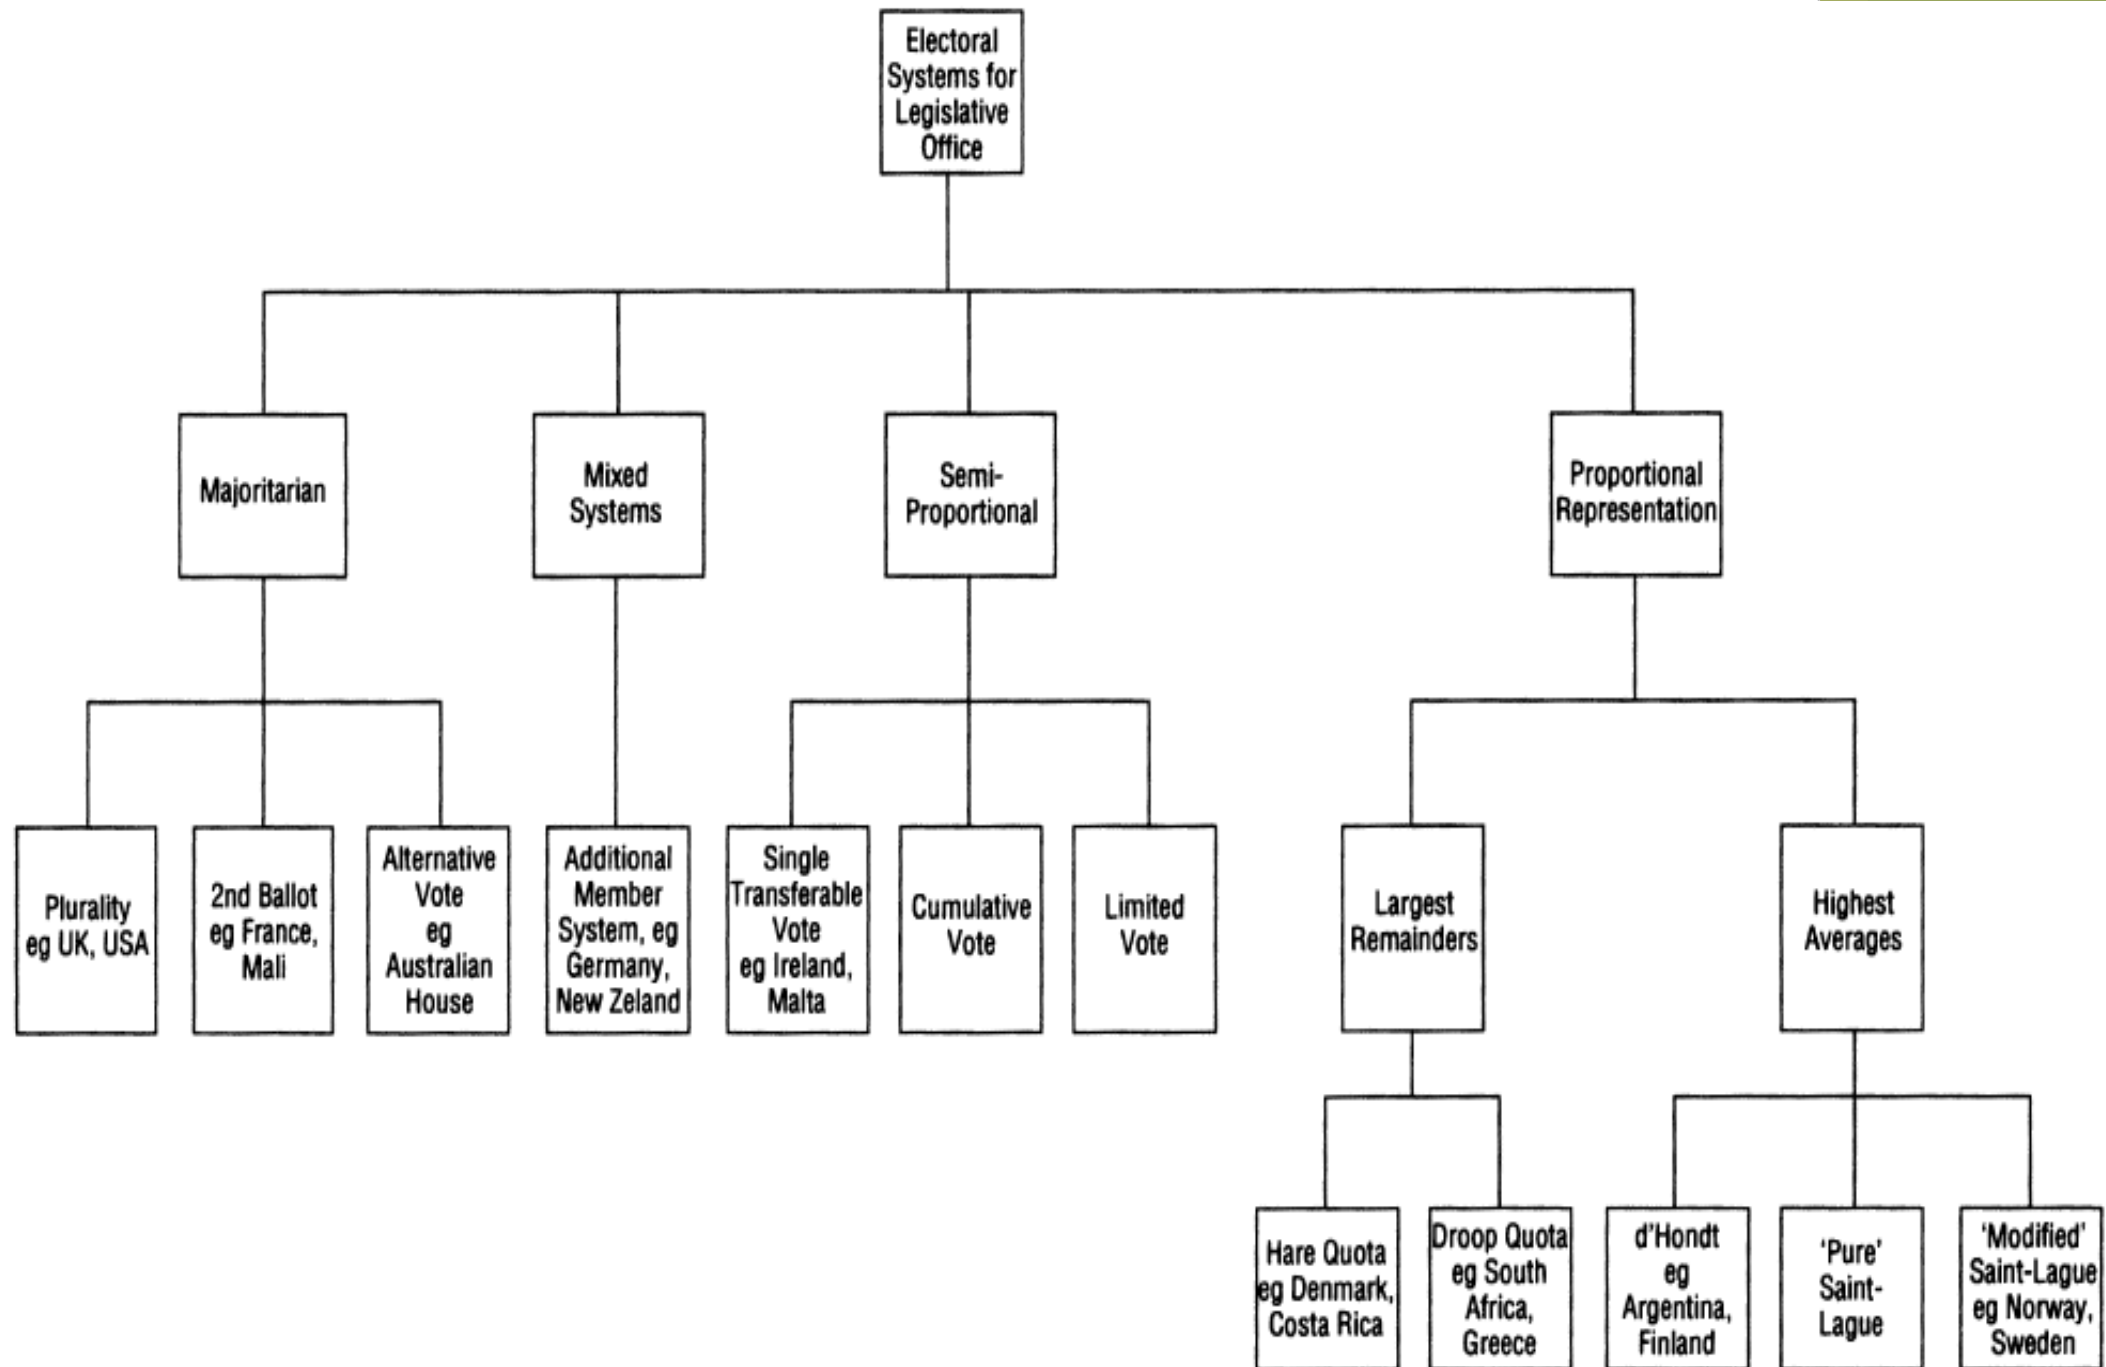 Electoral
Systems for
Legislative
Office
Majoritarian
Mixed
Systems
Semi-
Proportional
Proportional
Representation
Plurality
eg UK, USA
2nd Ballot
eg France,
Mali
Alternative
Vote
eg
Australian
House
Additional
Member
System, eg
Germany,
New Zeland
Single
Transferable
Vote
eg Ireland,
Malta
Cumulative
Vote
Limited
Vote
Largest
Remainders
Highest
Averages
Hare Quota
eg Denmark,
Costa Rica
Droop Quota
eg South
Africa,
Greece
d'Hondt
eg
Argentina,
Finland
‘Pure’
Saint-
Lague
‘Modified’
Saint-Lague
eg Norway,
Sweden